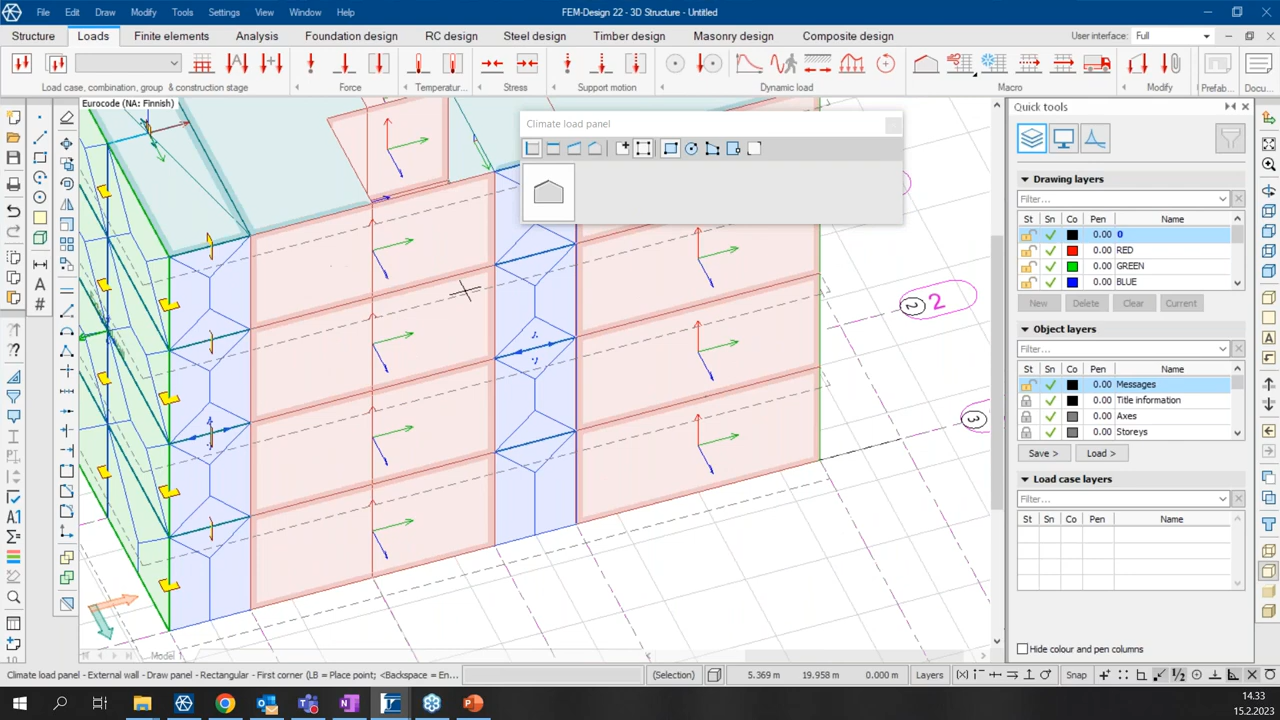 File Edit Draw Modify Tools Settings View Window Help
FEM-Design 22 - 3D Structure - Untitled
Structure Loads Finite elements Analysis Foundation design RC design Steel design Timber design Masonry design Composite design
User interface: Full
Load case, combination, group & construction stage Force Temperatur... Stress Support motion Dynamic load Macro Modify Prefab... Docu...
Eurocode (NA: Finnish)
Climate load panel
2
2
3
Quick tools
Drawing layers
Filter...
St Sn Co Pen Name
0.00 0
0.00 RED
0.00 GREEN
0.00 BLUE
New Delete Clear Current
Object layers
Filter...
St Sn Co Pen Name
0.00 Messages
0.00 Title information
0.00 Axes
0.00 Storeys
Save > Load >
Load case layers
Filter...
St Sn Co Pen Name
Hide colour and pen columns
Model 1
Climate load panel - External wall - Draw panel - Rectangular - First corner (LB = Place point; <Backspace = En...
(Selection)
5.369 m 19.958 m 0.000 m
Layers
Snap
14.33
15.2.2023